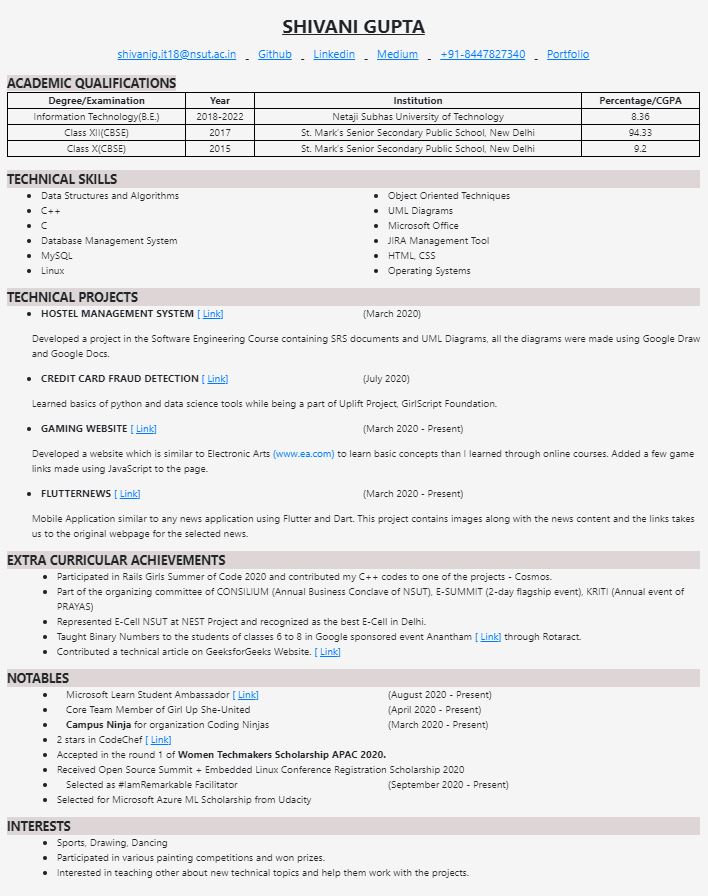 SHIVANI GUPTA
shivanig.it18@nsut.ac.in - Github - Linkedin - Medium - +91-8447827340 - Portfolio
ACADEMIC QUALIFICATIONS
Degree/Examination Year Institution Percentage/CGPA
Information Technology(B.E.) 2018-2022 Netaji Subhas University of Technology 8.36
Class XII(CBSE) 2017 St. Mark's Senior Secondary Public School, New Delhi 94.33
Class X(CBSE) 2015 St. Mark's Senior Secondary Public School, New Delhi 9.2
TECHNICAL SKILLS
• Data Structures and Algorithms
• C++
• C
• Database Management System
• MySQL
• Linux
• Object Oriented Techniques
• UML Diagrams
• Microsoft Office
• JIRA Management Tool
• HTML, CSS
• Operating Systems
TECHNICAL PROJECTS
• HOSTEL MANAGEMENT SYSTEM [ Link] (March 2020)
Developed a project in the Software Engineering Course containing SRS documents and UML Diagrams, all the diagrams were made using Google Draw
and Google Docs.
• CREDIT CARD FRAUD DETECTION [ Link] (July 2020)
Learned basics of python and data science tools while being a part of Uplift Project, GirlScript Foundation.
• GAMING WEBSITE [ Link] (March 2020 - Present)
Developed a website which is similar to Electronic Arts (www.ea.com) to learn basic concepts than I learned through online courses. Added a few game
links made using JavaScript to the page.
• FLUTTERNEWS [ Link] (March 2020 - Present)
Mobile Application similar to any news application using Flutter and Dart. This project contains images along with the news content and the links takes
us to the original webpage for the selected news.
EXTRA CURRICULAR ACHIEVEMENTS
• Participated in Rails Girls Summer of Code 2020 and contributed my C++ codes to one of the projects - Cosmos.
• Part of the organizing committee of CONSILIUM (Annual Business Conclave of NSUT), E-SUMMIT (2-day flagship event), KRITI (Annual event of
PRAYAS)
• Represented E-Cell NSUT at NEST Project and recognized as the best E-Cell in Delhi.
• Taught Binary Numbers to the students of classes 6 to 8 in Google sponsored event Anantham [ Link] through Rotaract.
• Contributed a technical article on GeeksforGeeks Website. [ Link]
NOTABLES
• Microsoft Learn Student Ambassador [ Link] (August 2020 - Present)
• Core Team Member of Girl Up She-United (April 2020 - Present)
• Campus Ninja for organization Coding Ninjas (March 2020 - Present)
• 2 stars in CodeChef [ Link]
• Accepted in the round 1 of Women Techmakers Scholarship APAC 2020.
• Received Open Source Summit + Embedded Linux Conference Registration Scholarship 2020
• Selected as #IamRemarkable Facilitator (September 2020 - Present)
• Selected for Microsoft Azure ML Scholarship from Udacity
INTERESTS
• Sports, Drawing, Dancing
• Participated in various painting competitions and won prizes.
• Interested in teaching other about new technical topics and help them work with the projects.